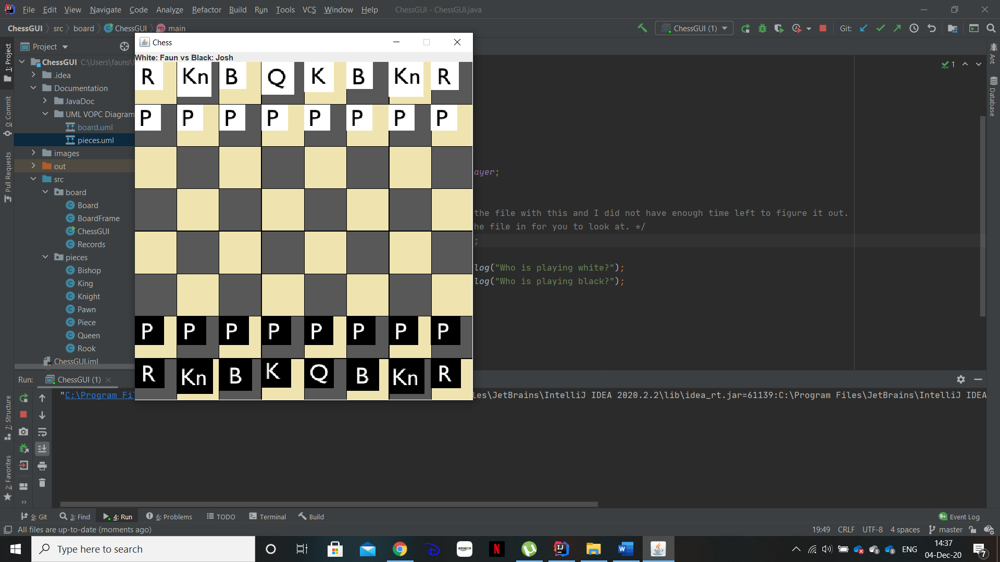 File Edit View Navigate Code Analyze Refactor Build Run Tools VCS Window Help ChessGUI - ChessGUI.java
ChessGUI src board ChessGUI main ChessGUI (1) Git:
Project
Chess
White: Faun vs Black: Josh
R Kn B Q K B Kn R
P P P P P P P P
P P P P P P P P
R Kn B K Q B Kn R
1: Project
0: Commit
Pull Requests
7: Structure
2: Favorites
ChessGUI C:\Users\fauns\
.idea
Documentation
JavaDoc
UML VOPC Diagram
board.uml
pieces.uml
images
out
src
board
Board
BoardFrame
ChessGUI
Records
pieces
Bishop
King
Knight
Pawn
Piece
Queen
Rook
ChessGUI.iml
1
Ant
Database
ayer;
the file with this and I did not have enough time left to figure it out.
he file in for you to look at. */
;
log("Who is playing white?");
log("Who is playing black?");
Run: ChessGUI (1)
"C:\Program Fi
les\JetBrains\IntelliJ IDEA 2020.2.2\lib\idea_rt.jar=61139:C:\Program Files\JetBrains\IntelliJ IDEA
9: Git 3: Find 4: Run 6: Problems TODO Terminal Build 9+ Event Log
All files are up-to-date (moments ago) 19:49 CRLF UTF-8 4 spaces master
Type here to search
amazon
N
IJ
W
ENG
14:37
04-Dec-20
7